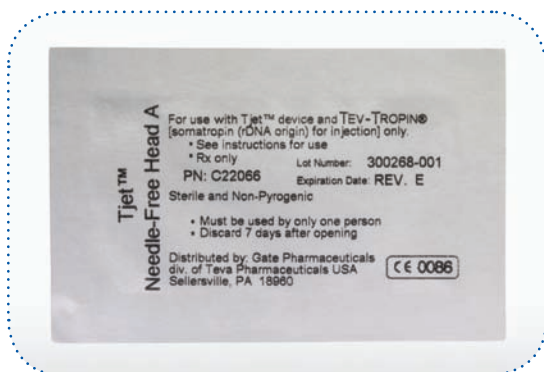 Tjet™
Needle-Free Head A
For use with Tjet™ device and TEV-TROPIN®
[somatropin (rDNA origin) for injection] only.
• See instructions for use
• Rx only
Lot Number: 300268-001
PN: C22066
Expiration Date: REV. E
Sterile and Non-Pyrogenic
• Must be used by only one person
• Discard 7 days after opening
Distributed by: Gate Pharmaceuticals
div. of Teva Pharmaceuticals USA
Sellersville, PA 18960
CE 0086